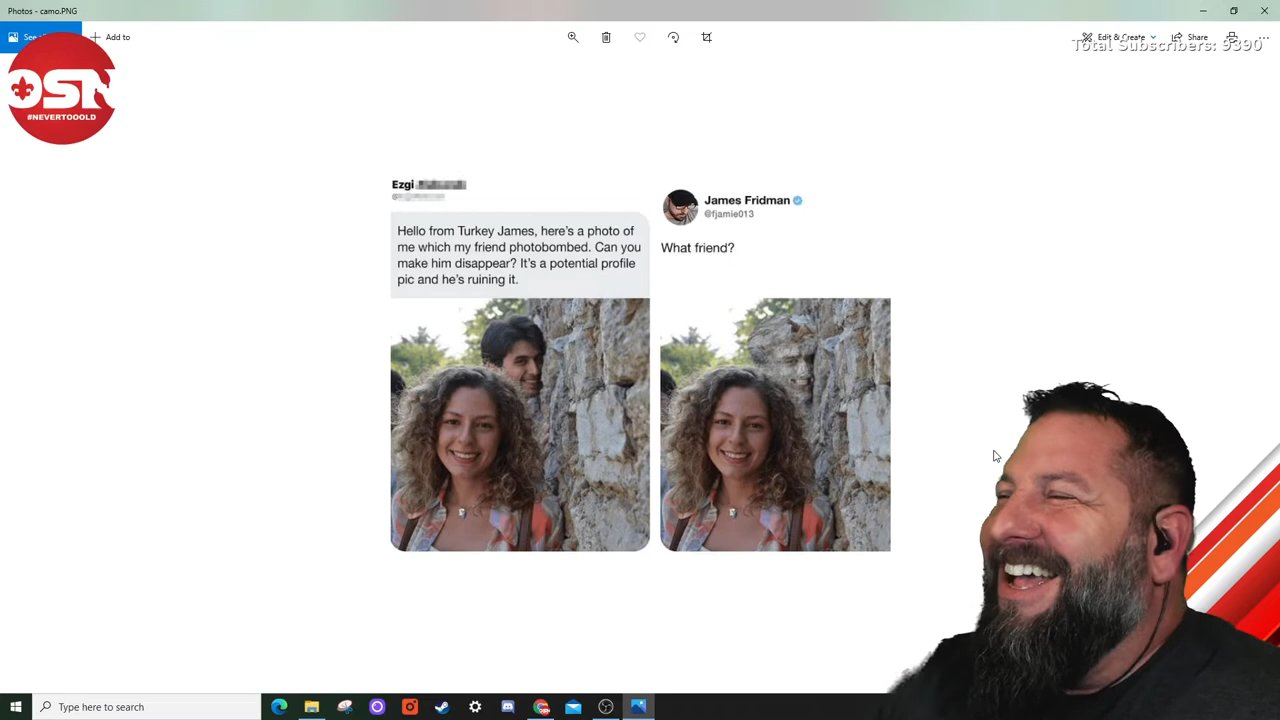 Photos - camo.PNG
Add to
Edit & Create
Share
Total Subscribers: 9390
OSN
#NEVERTOOOLD
Ezgi
Hello from Turkey James, here's a photo of
me which my friend photobombed. Can you
make him disappear? It's a potential profile
pic and he's ruining it.
James Fridman
@fjamie013
What friend?
Type here to search